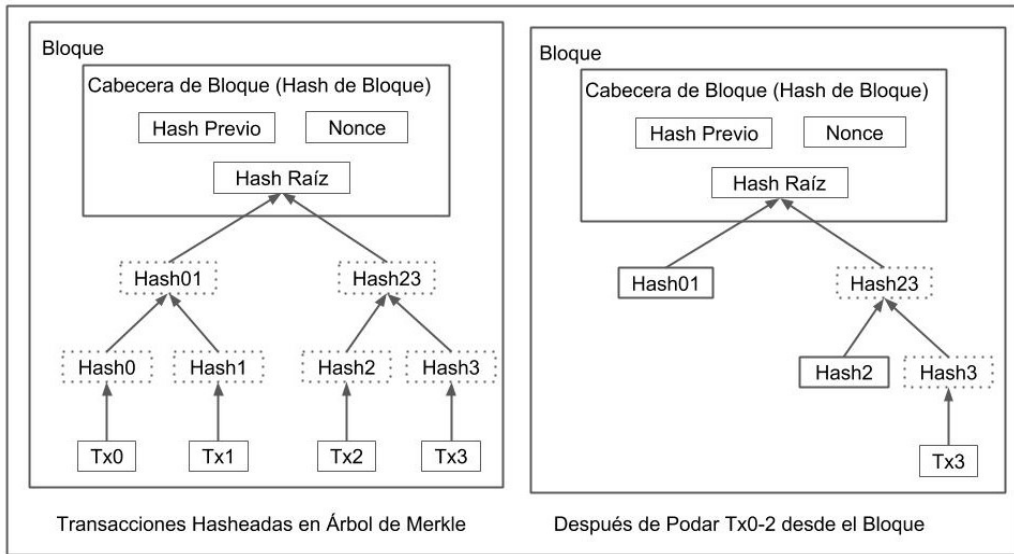 Bloque
Cabecera de Bloque (Hash de Bloque)
Hash Previo
Nonce
Hash Raíz
Hash01
Hash23
Hash0
Hash1
Hash2
Hash3
Tx0
Tx1
Tx2
Tx3
Transacciones Hasheadas en Árbol de Merkle
Bloque
Cabecera de Bloque (Hash de Bloque)
Hash Previo
Nonce
Hash Raíz
Hash01
Hash23
Hash2
Hash3
Tx3
Después de Podar Tx0-2 desde el Bloque